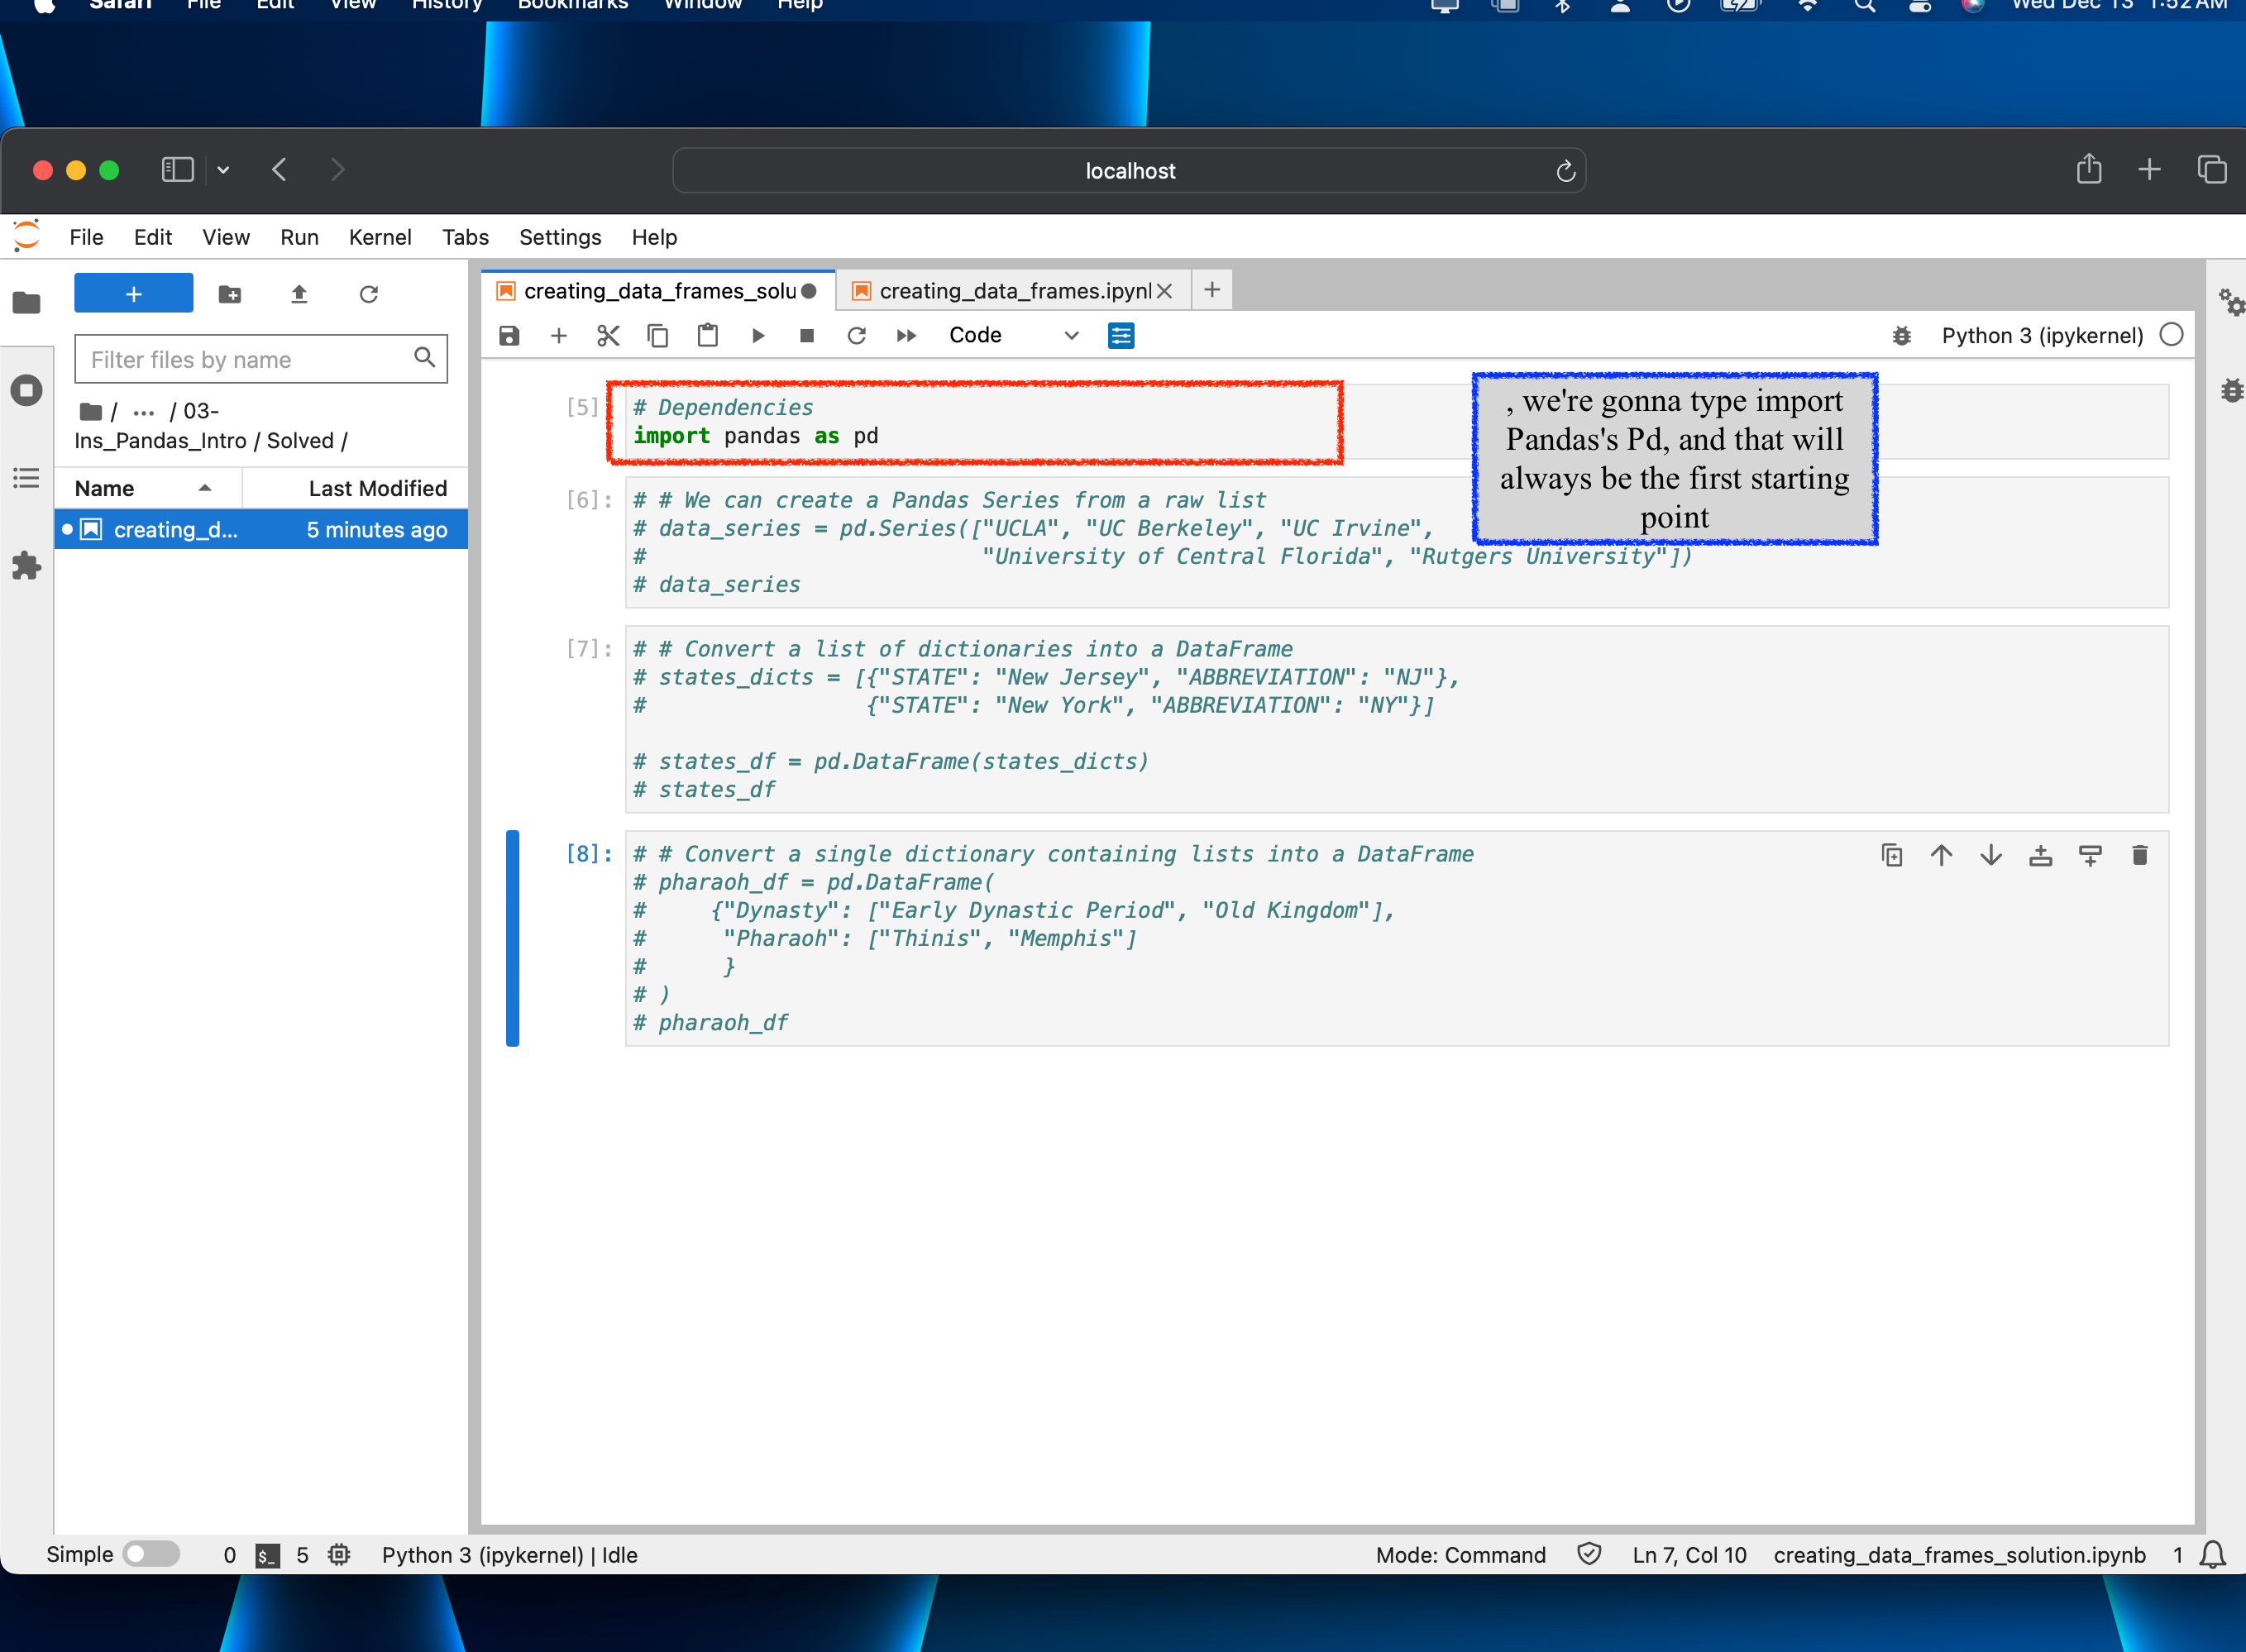 Safari File Edit View History Bookmarks Window Help Wed Dec 13 1:52 AM
localhost
File Edit View Run Kernel Tabs Settings Help
+
Filter files by name
/ ... / 03-
Ins_Pandas_Intro / Solved /
Name Last Modified
creating_d... 5 minutes ago
creating_data_frames_solu creating_data_frames.ipynl
Code Python 3 (ipykernel)
[5] # Dependencies
import pandas as pd
, we're gonna type import
Pandas's Pd, and that will
always be the first starting
point
[6]: # # We can create a Pandas Series from a raw list
# data_series = pd.Series(["UCLA", "UC Berkeley", "UC Irvine",
# "University of Central Florida", "Rutgers University"])
# data_series
[7]: # # Convert a list of dictionaries into a DataFrame
# states_dicts = [{"STATE": "New Jersey", "ABBREVIATION": "NJ"},
# {"STATE": "New York", "ABBREVIATION": "NY"}]
# states_df = pd.DataFrame(states_dicts)
# states_df
[8]: # # Convert a single dictionary containing lists into a DataFrame
# pharaoh_df = pd.DataFrame(
# {"Dynasty": ["Early Dynastic Period", "Old Kingdom"],
# "Pharaoh": ["Thinis", "Memphis"]
# }
# )
# pharaoh_df
Simple 0 $_ 5 Python 3 (ipykernel) | Idle Mode: Command Ln 7, Col 10 creating_data_frames_solution.ipynb 1